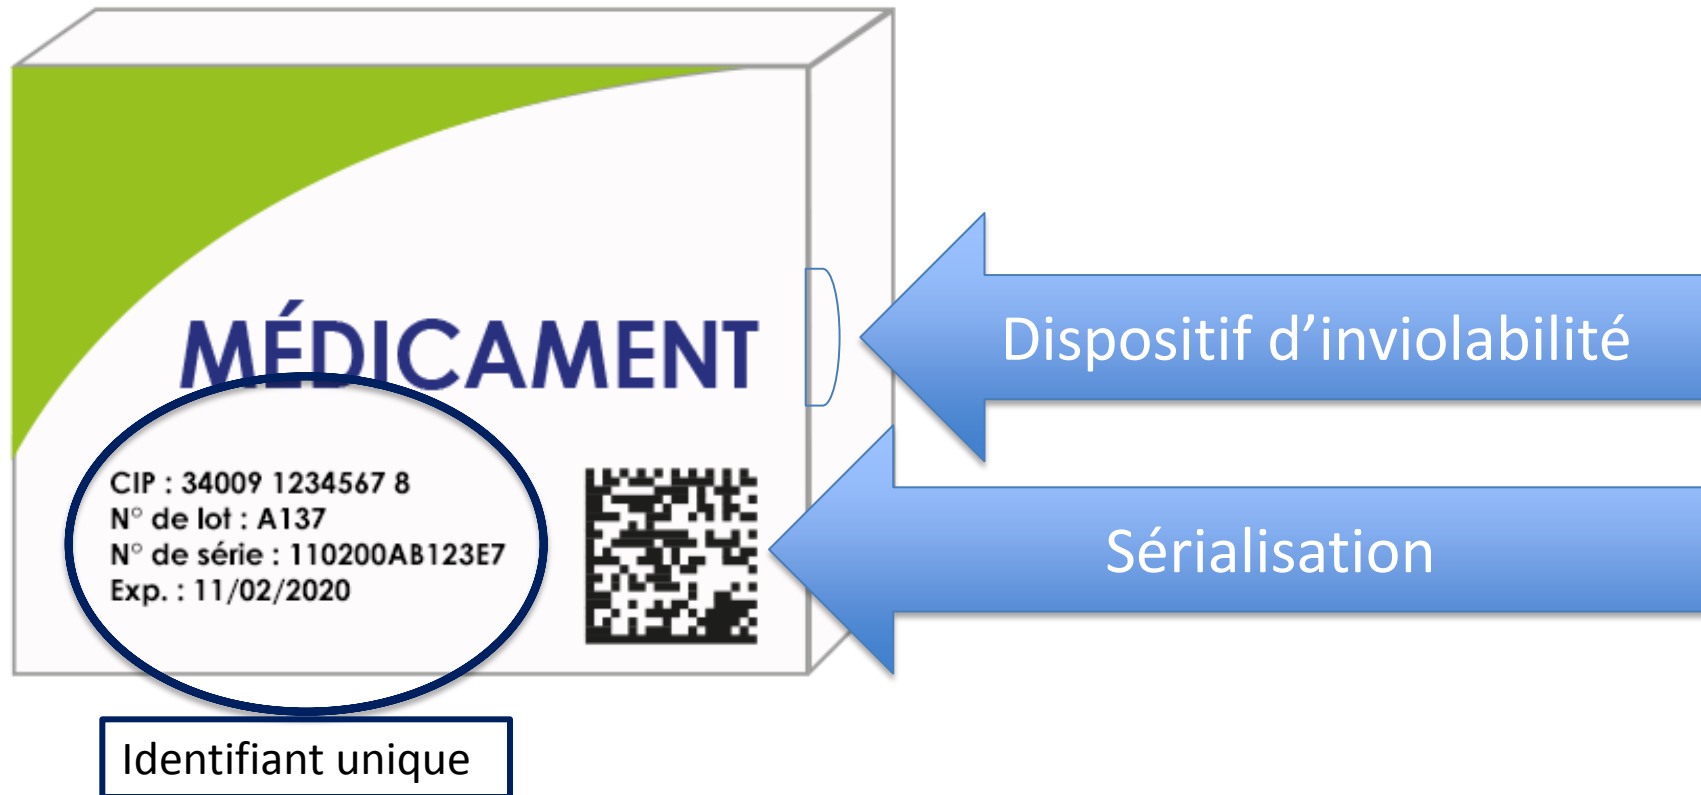 MÉDICAMENT
Dispositif d’inviolabilité
CIP : 34009 1234567 8
N° de lot : A137
N° de série : 110200AB123E7
Exp. : 11/02/2020
Sérialisation
Identifiant unique